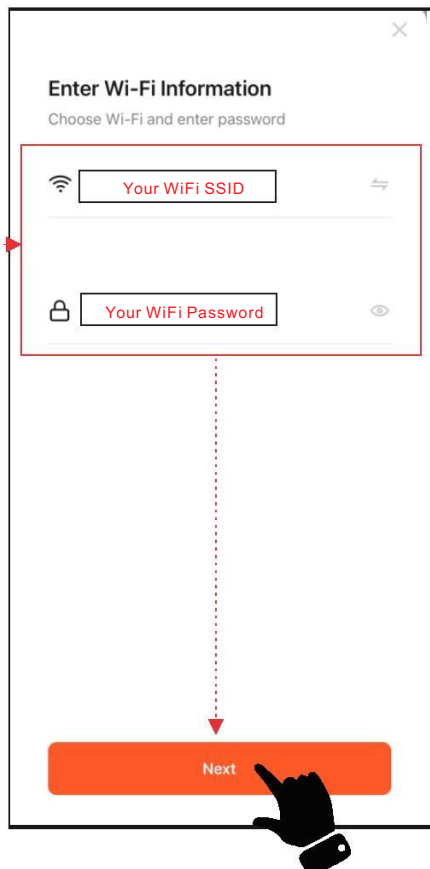 Enter Wi-Fi Information
Choose Wi-Fi and enter password
Your WiFi SSID
Your WiFi Password
Next